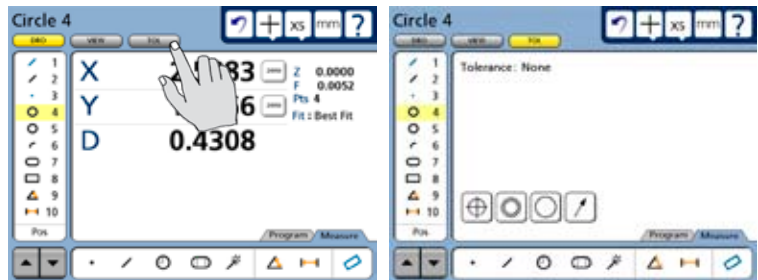 Circle 4
DRO VIEW TOL
xs mm ?
1
2
3
4
5
6
7
8
9
10
Pos
X
Z 0.0000
F 0.0052
Y
Pts 4
Fit : Best Fit
D 0.4308
Program Measure
Circle 4
DRO VIEW TOL
xs mm ?
1
2
3
4
5
6
7
8
9
10
Pos
Tolerance: None
Program Measure